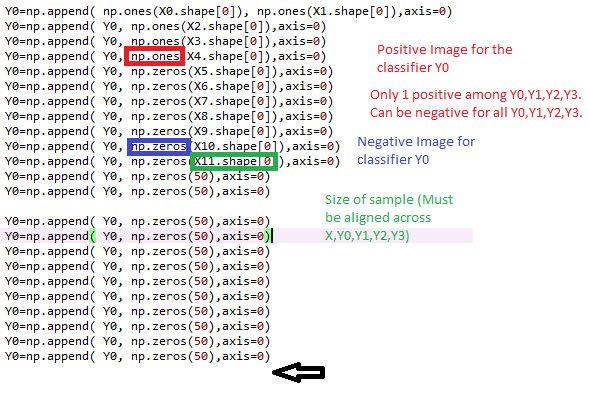 Y0=np.append( np.ones(X0.shape[0]), np.ones(X1.shape[0]),axis=0)
Y0=np.append( Y0, np.ones(X2.shape[0]),axis=0)
Y0=np.append( Y0, np.ones(X3.shape[0]),axis=0)
Y0=np.append( Y0, np.ones(X4.shape[0]),axis=0)
Y0=np.append( Y0, np.zeros(X5.shape[0]),axis=0)
Y0=np.append( Y0, np.zeros(X6.shape[0]),axis=0)
Y0=np.append( Y0, np.zeros(X7.shape[0]),axis=0)
Y0=np.append( Y0, np.zeros(X8.shape[0]),axis=0)
Y0=np.append( Y0, np.zeros(X9.shape[0]),axis=0)
Y0=np.append( Y0, np.zeros(X10.shape[0]),axis=0)
Y0=np.append( Y0, np.zeros(X11.shape[0]),axis=0)
Y0=np.append( Y0, np.zeros(50),axis=0)
Y0=np.append( Y0, np.zeros(50),axis=0)
Y0=np.append( Y0, np.zeros(50),axis=0)
Y0=np.append( Y0, np.zeros(50),axis=0)
Y0=np.append( Y0, np.zeros(50),axis=0)
Y0=np.append( Y0, np.zeros(50),axis=0)
Y0=np.append( Y0, np.zeros(50),axis=0)
Y0=np.append( Y0, np.zeros(50),axis=0)
Y0=np.append( Y0, np.zeros(50),axis=0)
Y0=np.append( Y0, np.zeros(50),axis=0)
Y0=np.append( Y0, np.zeros(50),axis=0)
Y0=np.append( Y0, np.zeros(50),axis=0)
Positive Image for the
classifier Y0
Only 1 positive among Y0,Y1,Y2,Y3.
Can be negative for all Y0,Y1,Y2,Y3.
Negative Image for
classifier Y0
Size of sample (Must
be aligned across
X,Y0,Y1,Y2,Y3)